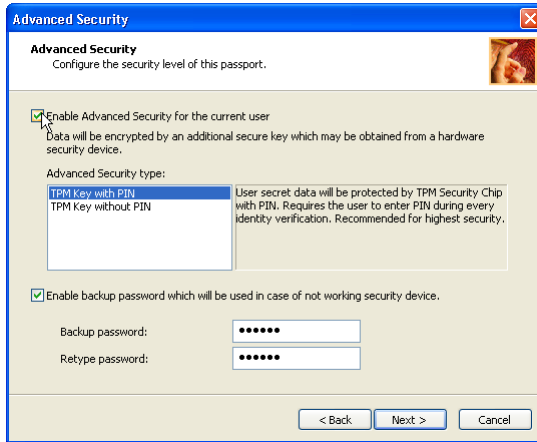 Advanced Security
Advanced Security
Configure the security level of this passport.
Enable Advanced Security for the current user
Data will be encrypted by an additional secure key which may be obtained from a hardware
security device.
Advanced Security type:
TPM Key with PIN
TPM Key without PIN
User secret data will be protected by TPM Security Chip
with PIN. Requires the user to enter PIN during every
identity verification. Recommended for highest security.
Enable backup password which will be used in case of not working security device.
Backup password: ●●●●●●
Retype password: ●●●●●●
< Back Next > Cancel